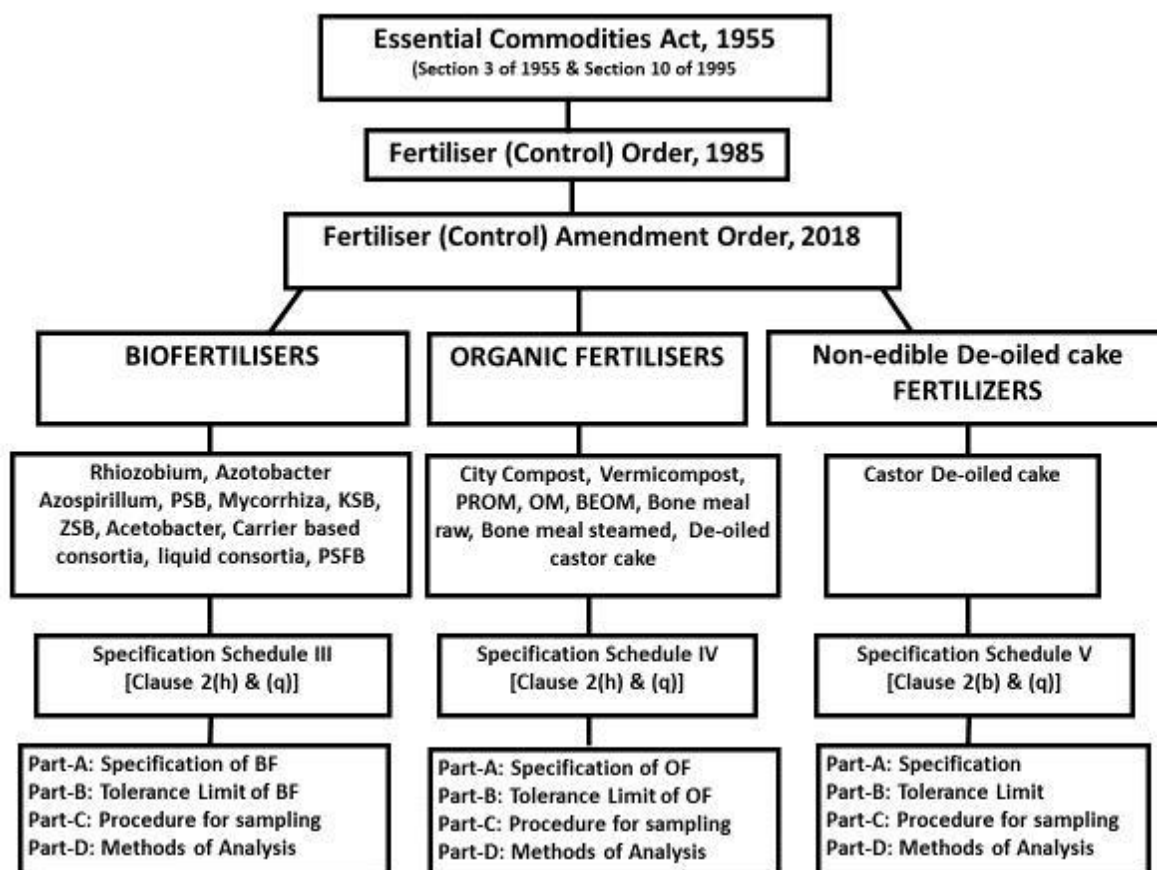 Essential Commodities Act, 1955
(Section 3 of 1955 & Section 10 of 1995
Fertiliser (Control) Order, 1985
Fertiliser (Control) Amendment Order, 2018
BIOFERTILISERS
ORGANIC FERTILISERS
Non-edible De-oiled cake
FERTILIZERS
Rhiozobium, Azotobacter
Azospirillum, PSB, Mycorrhiza, KSB,
ZSB, Acetobacter, Carrier based
consortia, liquid consortia, PSFB
City Compost, Vermicompost,
PROM, OM, BEOM, Bone meal
raw, Bone meal steamed, De-oiled
castor cake
Castor De-oiled cake
Specification Schedule III
[Clause 2(h) & (q)]
Specification Schedule IV
[Clause 2(h) & (q)]
Specification Schedule V
[Clause 2(b) & (q)]
Part-A: Specification of BF
Part-B: Tolerance Limit of BF
Part-C: Procedure for sampling
Part-D: Methods of Analysis
Part-A: Specification of OF
Part-B: Tolerance Limit of OF
Part-C: Procedure for sampling
Part-D: Methods of Analysis
Part-A: Specification
Part-B: Tolerance Limit
Part-C: Procedure for sampling
Part-D: Methods of Analysis